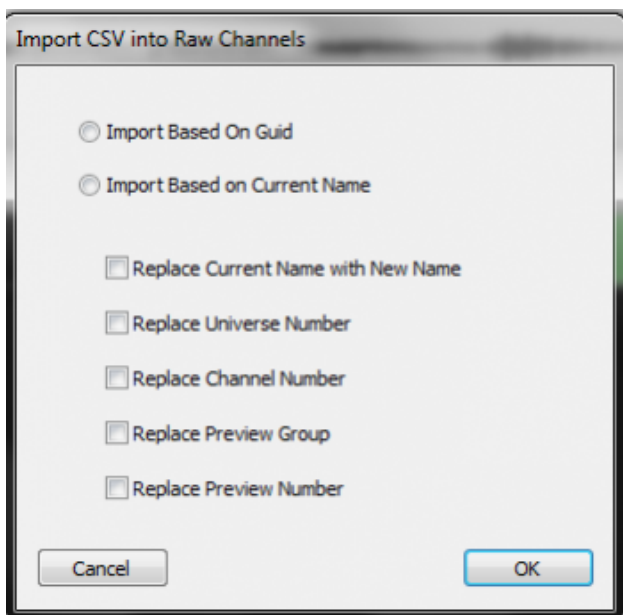 Import CSV into Raw Channels
Import Based On Guid
Import Based on Current Name
Replace Current Name with New Name
Replace Universe Number
Replace Channel Number
Replace Preview Group
Replace Preview Number
Cancel OK